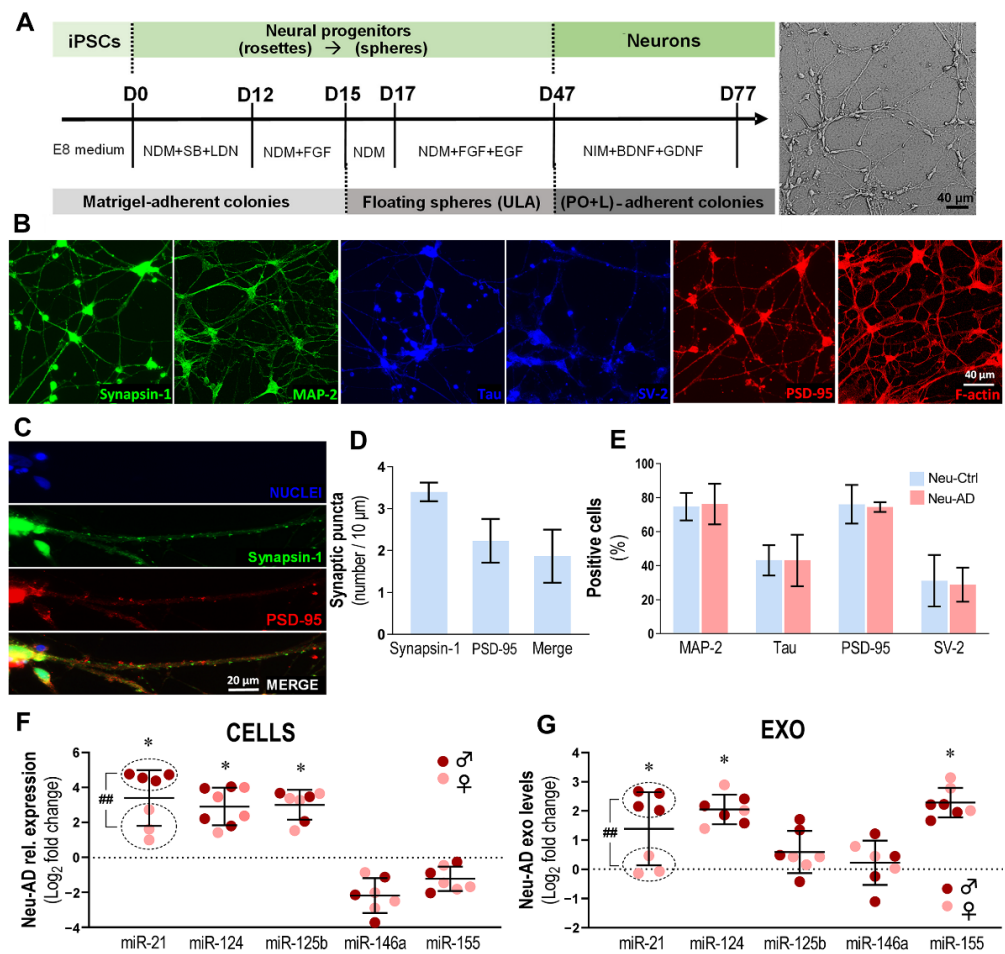 A
iPSCs
Neural progenitors
(rosettes) → (spheres)
Neurons
D0 D12 D15 D17 D47 D77
E8 medium NDM+SB+LDN NDM+FGF NDM NDM+FGF+EGF NIM+BDNF+GDNF
Matrigel-adherent colonies Floating spheres (ULA) (PO+L)-adherent colonies
40 µm
B
Synapsin-1 MAP-2 Tau SV-2 PSD-95 F-actin
40 µm
C
NUCLEI
Synapsin-1
PSD-95
20 µm MERGE
D
Synaptic puncta
(number / 10 µm)
4
3
2
1
0
Synapsin-1 PSD-95 Merge
E
Positive cells
(%)
100
80
60
40
20
0
Neu-Ctrl
Neu-AD
MAP-2 Tau PSD-95 SV-2
F
CELLS
Neu-AD rel. expression
(Log2 fold change)
6
4
2
0
−2
−4
* * *
##
♂
♀
miR-21 miR-124 miR-125b miR-146a miR-155
G
EXO
Neu-AD exo levels
(Log2 fold change)
4
3
2
1
0
−1
−2
* * *
##
♂
♀
miR-21 miR-124 miR-125b miR-146a miR-155